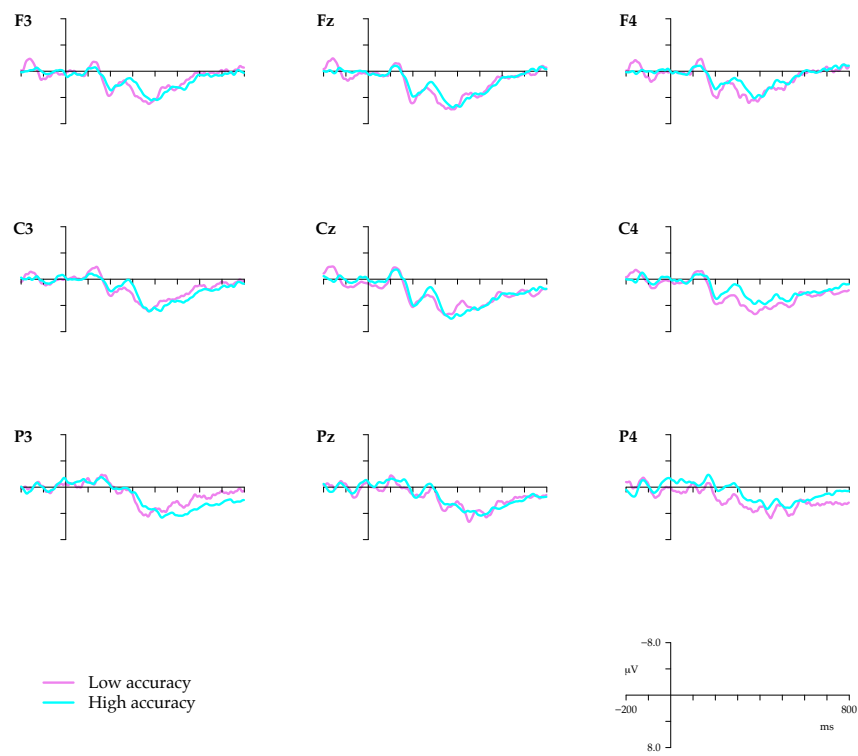 F3 Fz F4
C3 Cz C4
P3 Pz P4
−8.0
μV
−200 800
ms
8.0
Low accuracy
High accuracy